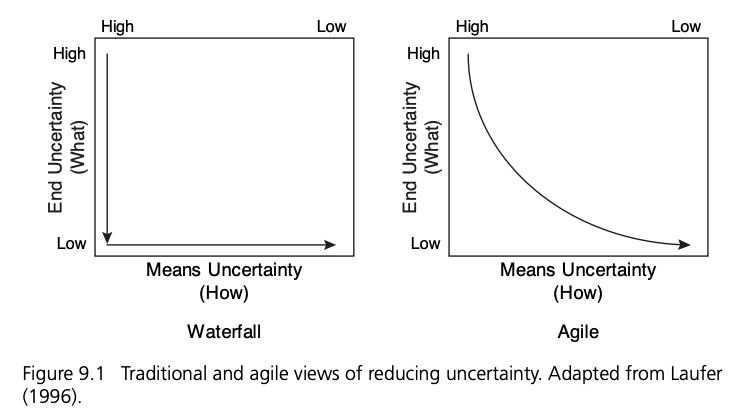 High Low
High
End Uncertainty
(What)
Low
Means Uncertainty
(How)
Waterfall
High Low
High
End Uncertainty
(What)
Low
Means Uncertainty
(How)
Agile
Figure 9.1 Traditional and agile views of reducing uncertainty. Adapted from Laufer
(1996).